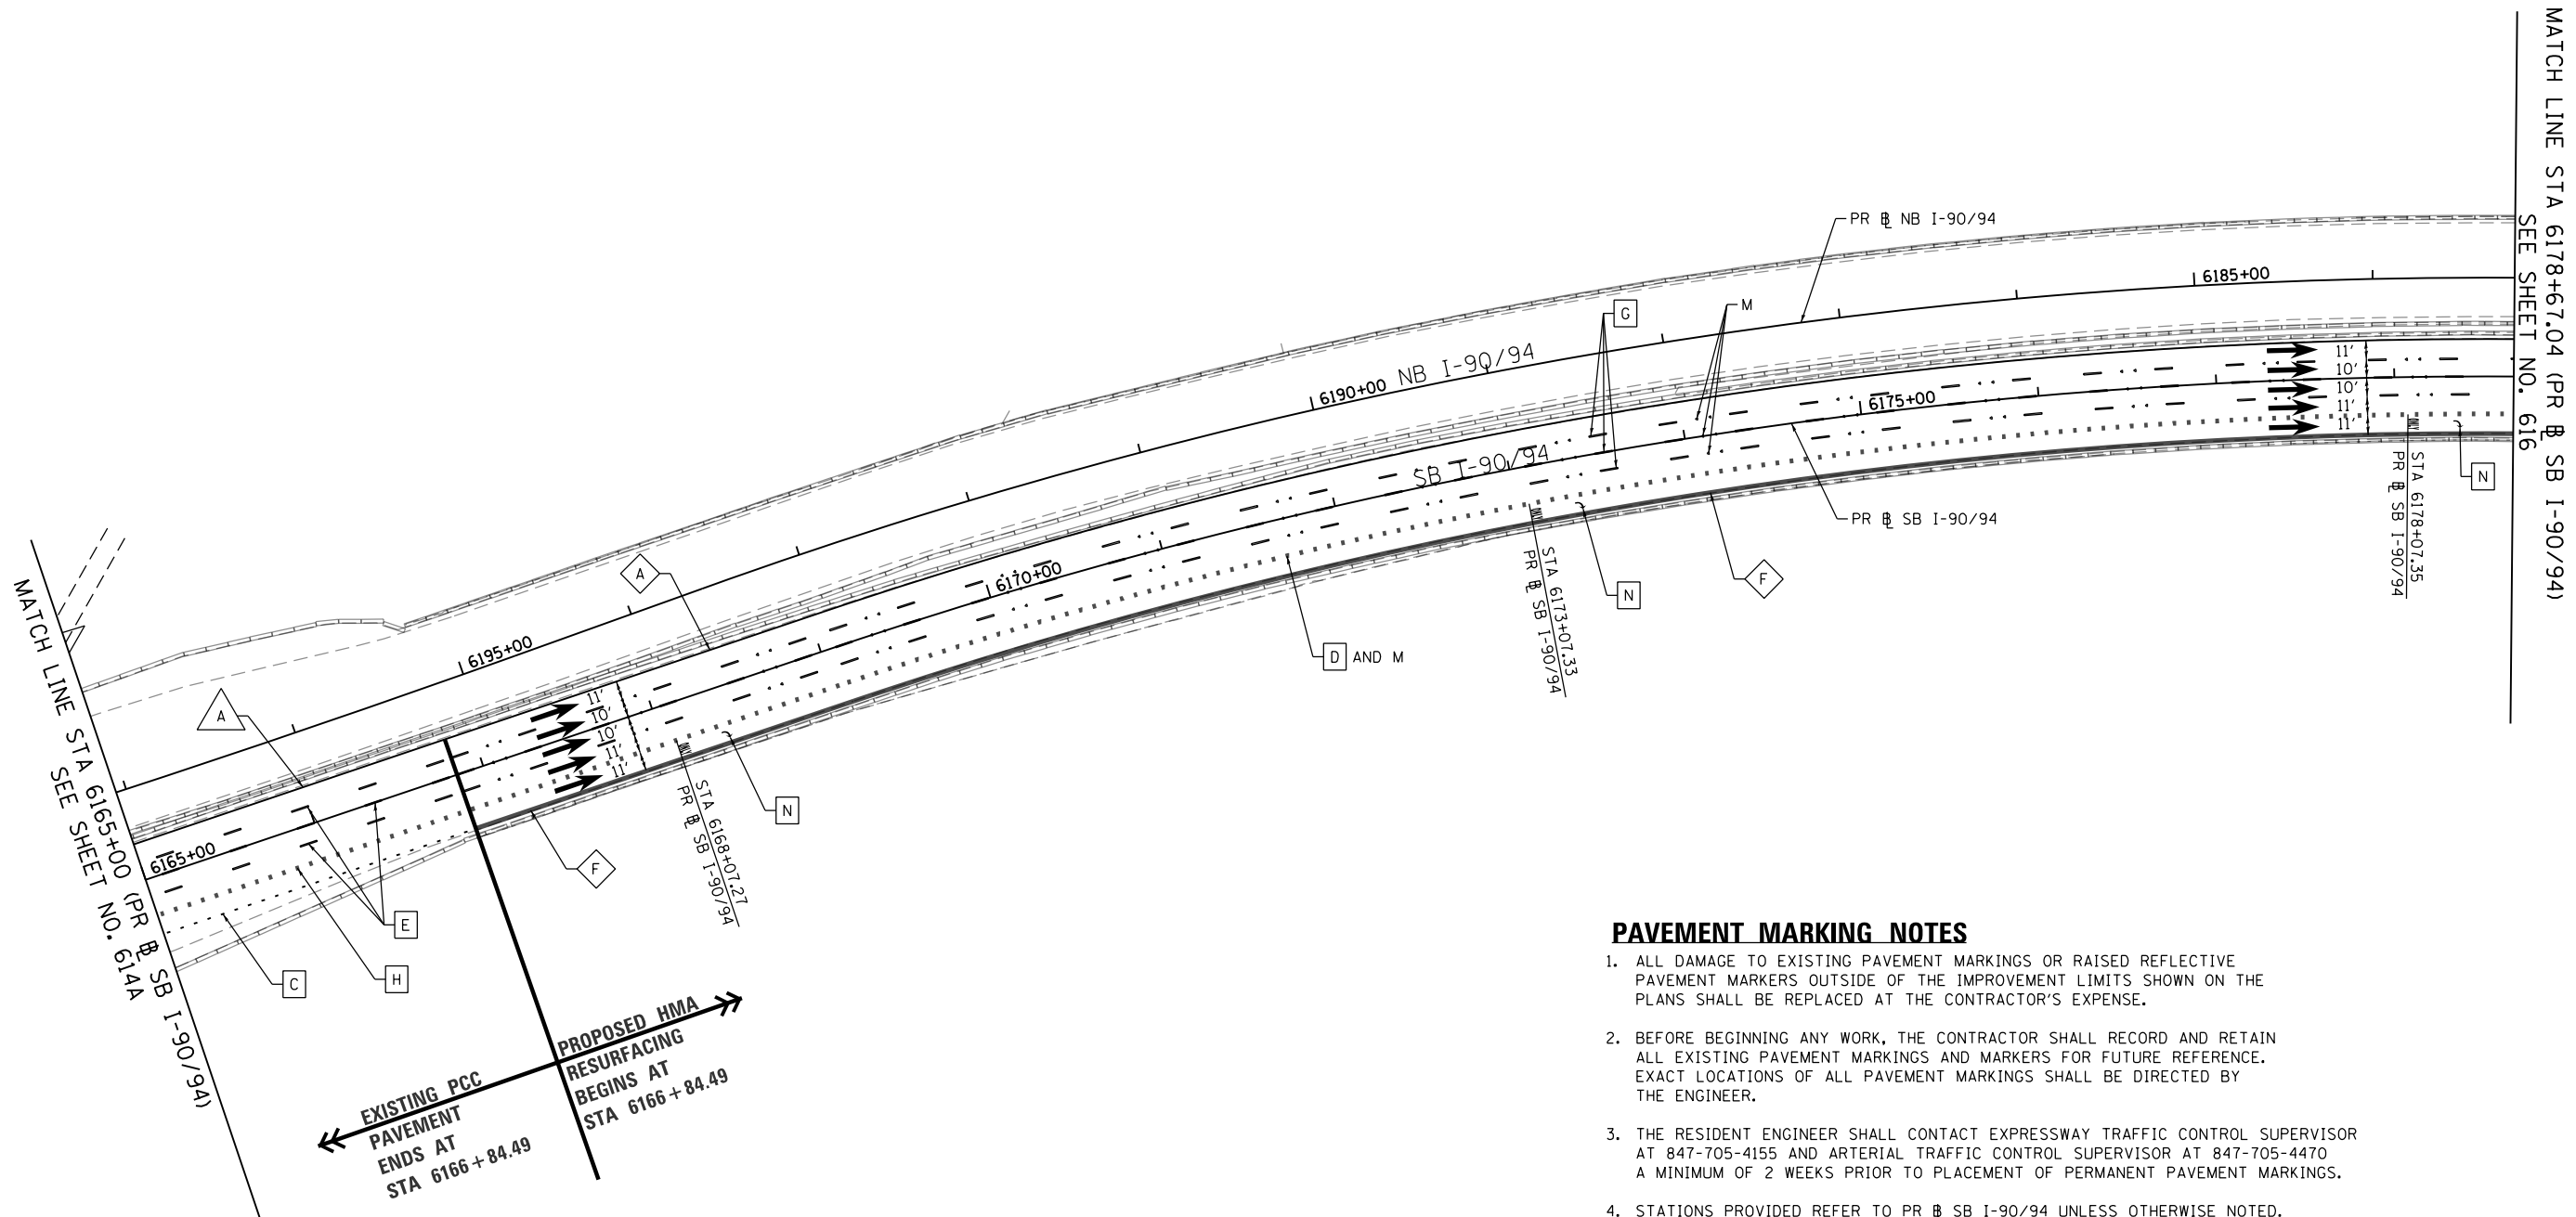 MATCH LINE STA 6178+67.04 (PR ⅊ SB I-90/94)
SEE SHEET NO. 616
PR ⅊ NB I-90/94
6185+00
G
M
NB I-90/94
6190+00
11'
10'
10'
11'
11'
6175+00
SB I-90/94
ONLY
N
STA 6178+07.35
PR ⅊ SB I-90/94
PR ⅊ SB I-90/94
ONLY
STA 6173+07.33
PR ⅊ SB I-90/94
N
F
A
6170+00
D AND M
6195+00
A
11'
10'
10'
11'
11'
ONLY
STA 6168+07.27
PR ⅊ SB I-90/94
N
F
6165+00
MATCH LINE STA 6165+00 (PR ⅊ SB I-90/94)
SEE SHEET NO. 614A
E
C
H
EXISTING PCC
PAVEMENT
ENDS AT
STA 6166+84.49
PROPOSED HMA
RESURFACING
BEGINS AT
STA 6166+84.49
PAVEMENT MARKING NOTES
1. ALL DAMAGE TO EXISTING PAVEMENT MARKINGS OR RAISED REFLECTIVE
PAVEMENT MARKERS OUTSIDE OF THE IMPROVEMENT LIMITS SHOWN ON THE
PLANS SHALL BE REPLACED AT THE CONTRACTOR'S EXPENSE.
2. BEFORE BEGINNING ANY WORK, THE CONTRACTOR SHALL RECORD AND RETAIN
ALL EXISTING PAVEMENT MARKINGS AND MARKERS FOR FUTURE REFERENCE.
EXACT LOCATIONS OF ALL PAVEMENT MARKINGS SHALL BE DIRECTED BY
THE ENGINEER.
3. THE RESIDENT ENGINEER SHALL CONTACT EXPRESSWAY TRAFFIC CONTROL SUPERVISOR
AT 847-705-4155 AND ARTERIAL TRAFFIC CONTROL SUPERVISOR AT 847-705-4470
A MINIMUM OF 2 WEEKS PRIOR TO PLACEMENT OF PERMANENT PAVEMENT MARKINGS.
4. STATIONS PROVIDED REFER TO PR ⅊ SB I-90/94 UNLESS OTHERWISE NOTED.